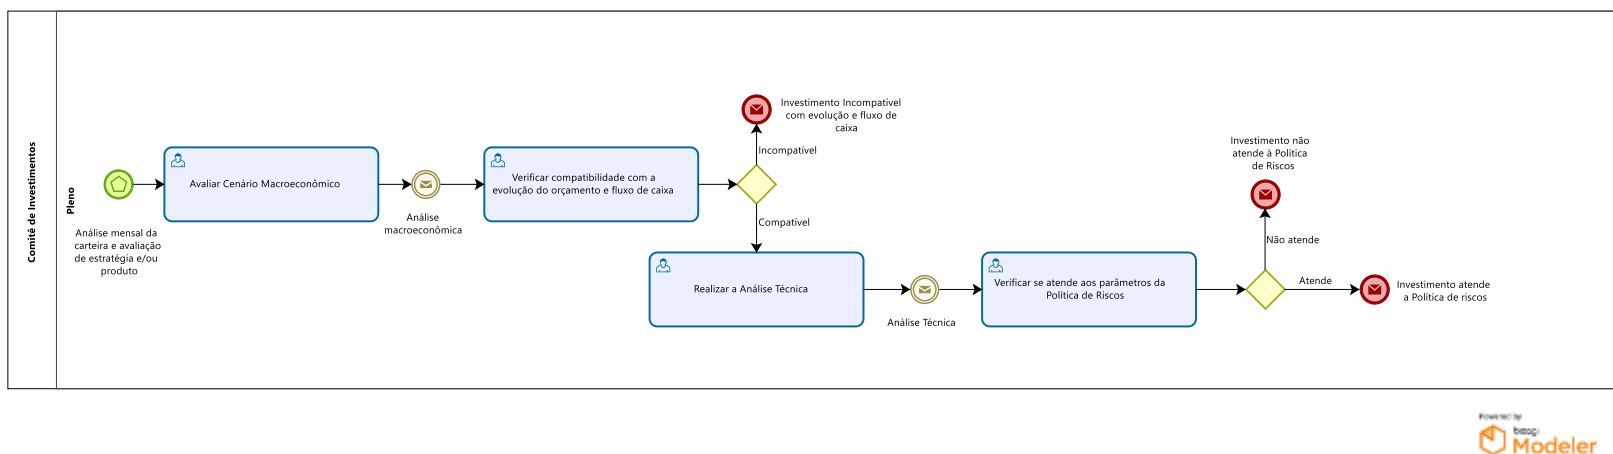 Comitê de Investimentos
Pleno
Análise mensal da
carteira e avaliação
de estratégia e/ou
produto
Avaliar Cenário Macroeconômico
Análise
macroeconômica
Verificar compatibilidade com a
evolução do orçamento e fluxo de caixa
Investimento Incompatível
com evolução e fluxo de
caixa
Incompatível
Compatível
Realizar a Análise Técnica
Análise Técnica
Verificar se atende aos parâmetros da
Política de Riscos
Investimento não
atende à Política
de Riscos
Não atende
Atende
Investimento atende
a Política de riscos
Powered by
bizagi
Modeler